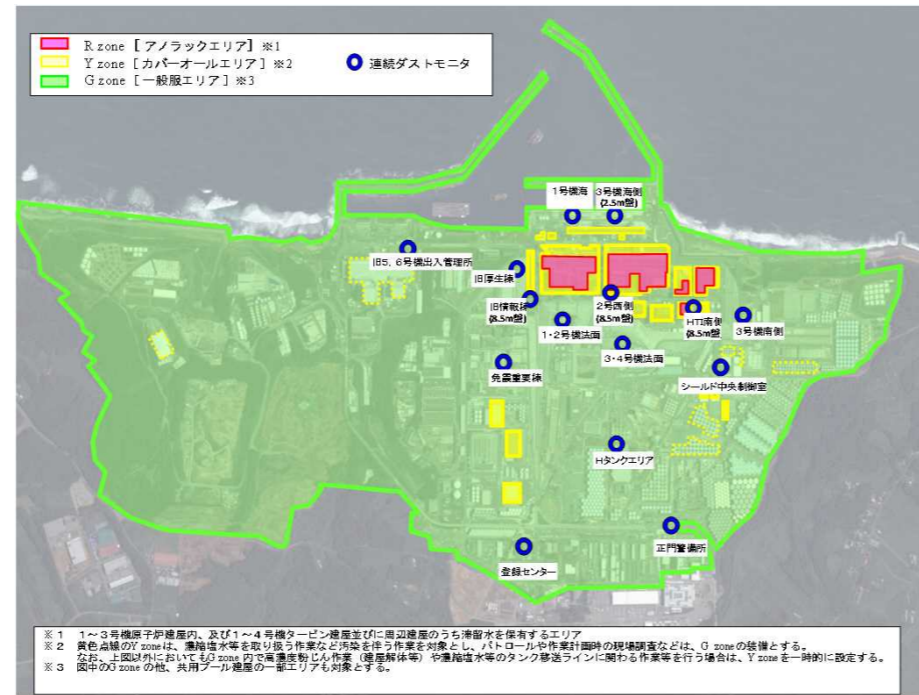 R zone [アノラックエリア] ※1
Y zone [カバーオールエリア] ※2
G zone [一般服エリア] ※3
連続ダストモニタ
1号機海
3号機海側
(2.5m盤)
旧5，6号機出入管理所
旧厚生棟
旧情報棟
(8.5m盤)
2号西側
(8.5m盤)
HTI南側
(8.5m盤)
3号機南側
1・2号機法面
3・4号機法面
免震重要棟
シールド中央制御室
Hタンクエリア
正門警備所
登録センター
※1　1～3号機原子炉建屋内、及び1～4号機タービン建屋並びに周辺建屋のうち滞留水を保有するエリア
※2　黄色点線のY zoneは、濃縮塩水等を取り扱う作業など汚染を伴う作業を対象とし、パトロールや作業計画時の現場調査などは、G zoneの装備とする。
なお、上図以外においてもG zone内で高濃度粉じん作業（建屋解体等）や濃縮塩水等のタンク移送ラインに関わる作業等を行う場合は、Y zoneを一時的に設定する。
※3　図中のG zoneの他、共用プール建屋の一部エリアも対象とする。